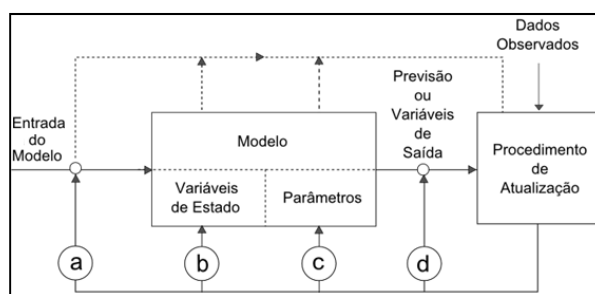 Dados
Observados
Previsão
ou
Variáveis
de
Saída
Entrada
do
Modelo
Modelo
Procedimento
de
Atualização
Variáveis
de Estado
Parâmetros
a
b
c
d